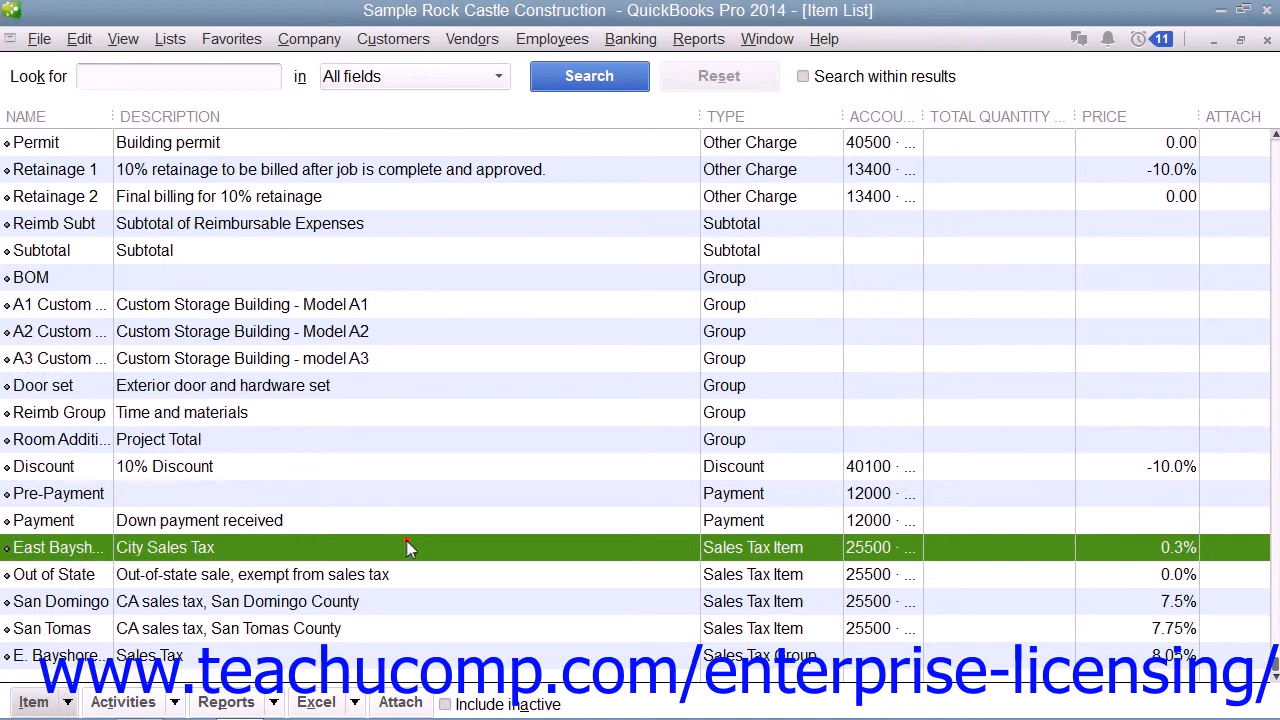 Sample Rock Castle Construction - QuickBooks Pro 2014 - [Item List]
File Edit View Lists Favorites Company Customers Vendors Employees Banking Reports Window Help 11
Look for in All fields Search Reset Search within results
NAME DESCRIPTION TYPE ACCOU... TOTAL QUANTITY ... PRICE ATTACH
Permit Building permit Other Charge 40500 · ... 0.00
Retainage 1 10% retainage to be billed after job is complete and approved. Other Charge 13400 · ... -10.0%
Retainage 2 Final billing for 10% retainage Other Charge 13400 · ... 0.00
Reimb Subt Subtotal of Reimbursable Expenses Subtotal
Subtotal Subtotal Subtotal
BOM Group
A1 Custom ... Custom Storage Building - Model A1 Group
A2 Custom ... Custom Storage Building - Model A2 Group
A3 Custom ... Custom Storage Building - model A3 Group
Door set Exterior door and hardware set Group
Reimb Group Time and materials Group
Room Additi... Project Total Group
Discount 10% Discount Discount 40100 · ... -10.0%
Pre-Payment Payment 12000 · ...
Payment Down payment received Payment 12000 · ...
East Baysh... City Sales Tax Sales Tax Item 25500 · ... 0.3%
Out of State Out-of-state sale, exempt from sales tax Sales Tax Item 25500 · ... 0.0%
San Domingo CA sales tax, San Domingo County Sales Tax Item 25500 · ... 7.5%
San Tomas CA sales tax, San Tomas County Sales Tax Item 25500 · ... 7.75%
E. Bayshore... Sales Tax Sales Tax Group 8.05%
www.teachucomp.com/enterprise-licensing/
Item Activities Reports Excel Attach Include inactive